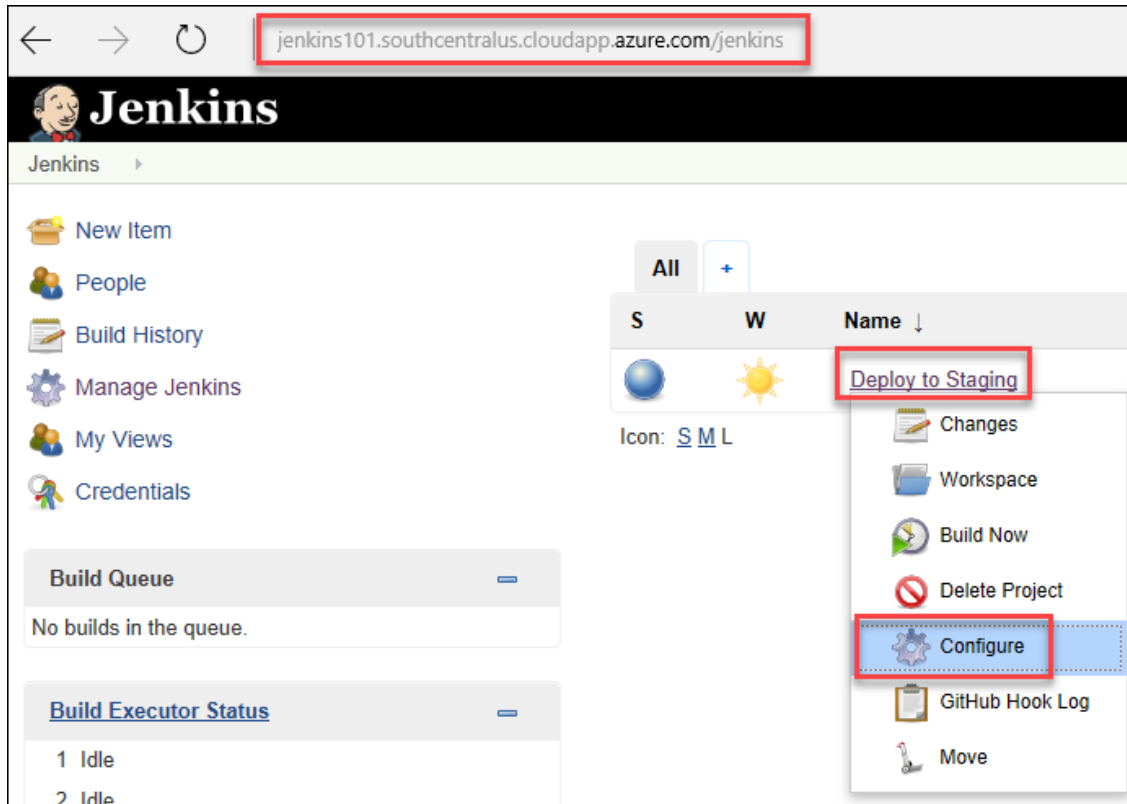 jenkins101.southcentralus.cloudapp.azure.com/jenkins
Jenkins
Jenkins
New Item
People
Build History
Manage Jenkins
My Views
Credentials
Build Queue
No builds in the queue.
Build Executor Status
1 Idle
2 Idle
All +
S W Name ↓
Deploy to Staging
Icon: S M L
Changes
Workspace
Build Now
Delete Project
Configure
GitHub Hook Log
Move